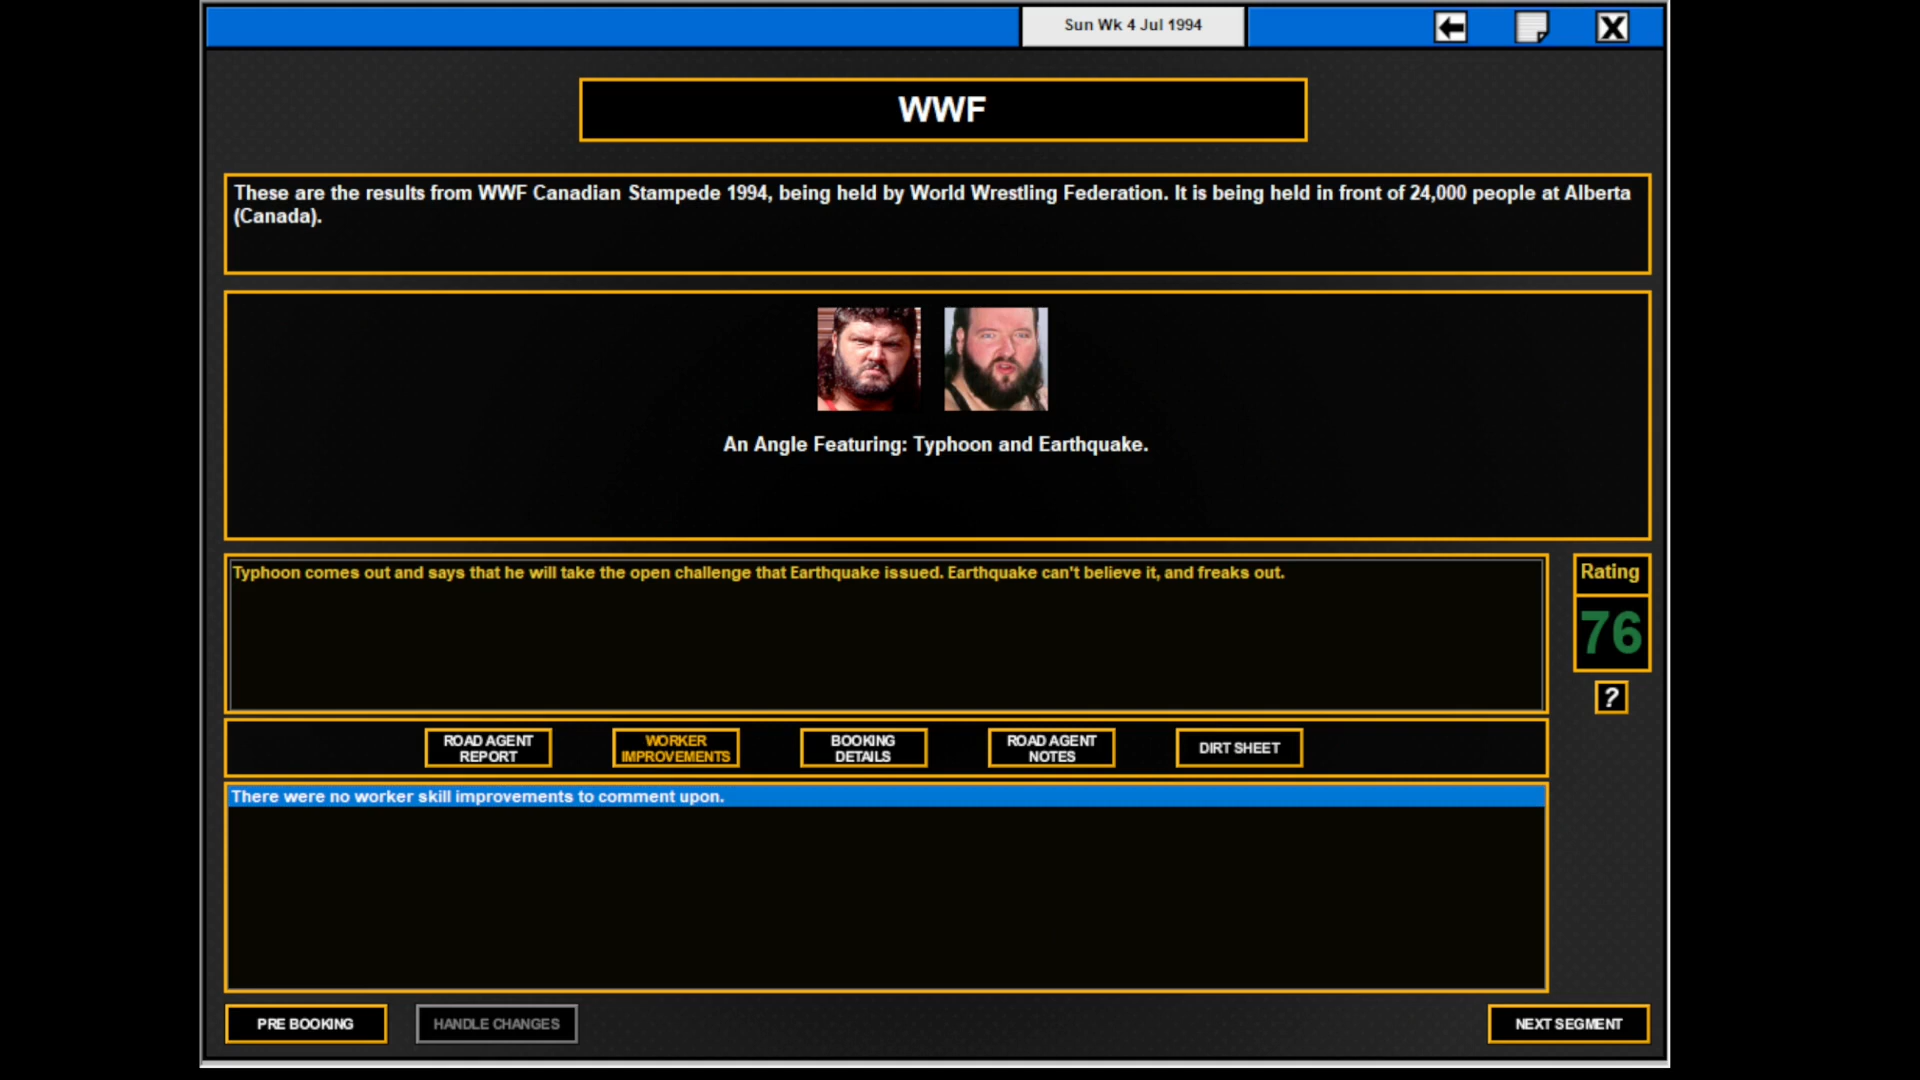 Sun Wk 4 Jul 1994
WWF
These are the results from WWF Canadian Stampede 1994, being held by World Wrestling Federation. It is being held in front of 24,000 people at Alberta
(Canada).
An Angle Featuring: Typhoon and Earthquake.
Typhoon comes out and says that he will take the open challenge that Earthquake issued. Earthquake can't believe it, and freaks out.
Rating
76
?
ROAD AGENT
REPORT
WORKER
IMPROVEMENTS
BOOKING
DETAILS
ROAD AGENT
NOTES
DIRT SHEET
There were no worker skill improvements to comment upon.
PRE BOOKING
HANDLE CHANGES
NEXT SEGMENT